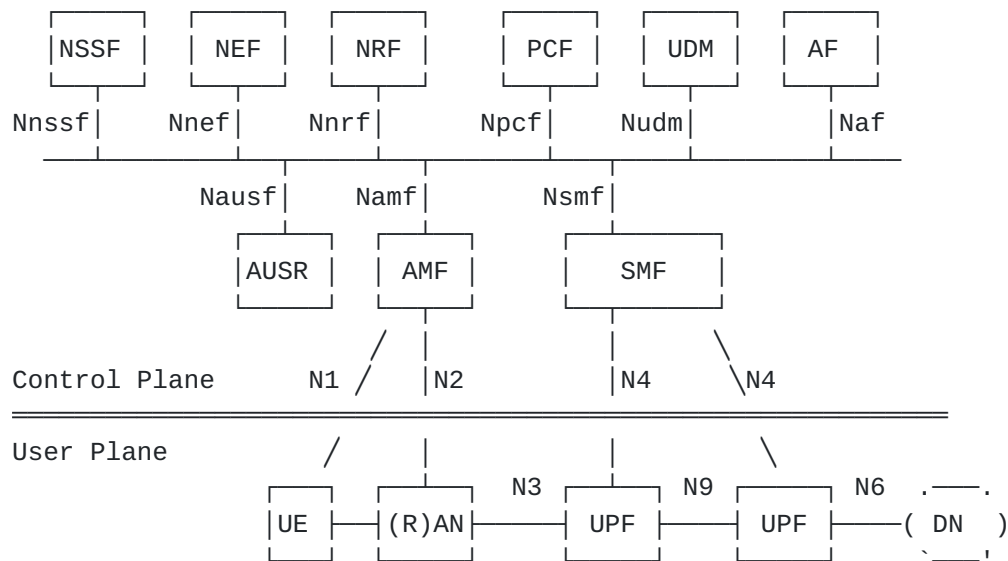 NSSF NEF NRF PCF UDM AF
Nnssf Nnef Nnrf Npcf Nudm Naf
Nausf Namf Nsmf
AUSR AMF SMF
Control Plane N1 N2 N4 N4
User Plane
N3 N9 N6
UE (R)AN UPF UPF ( DN )